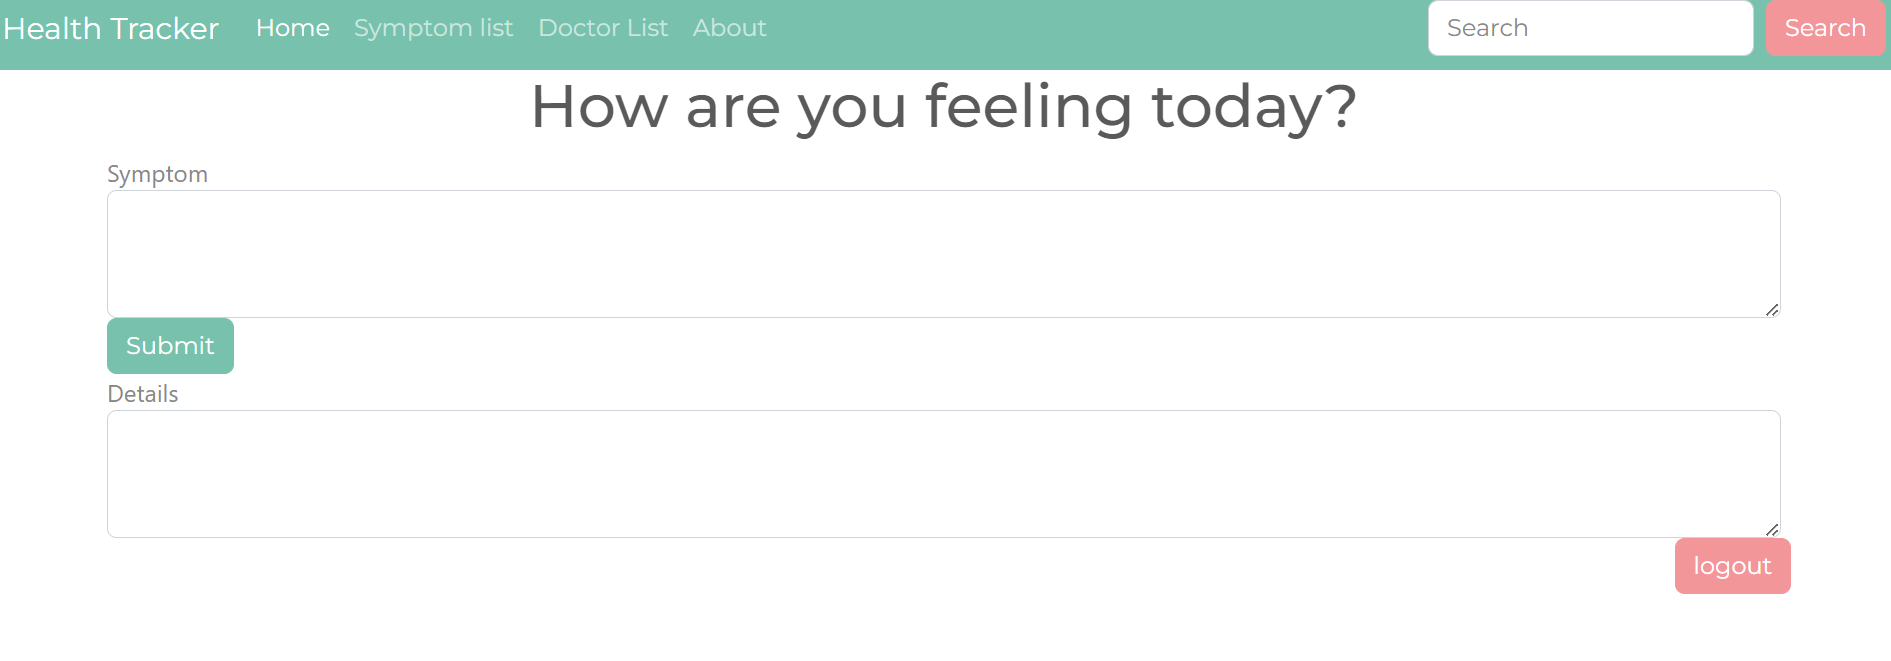 Health Tracker Home Symptom list Doctor List About Search Search
How are you feeling today?
Symptom
Submit
Details
logout